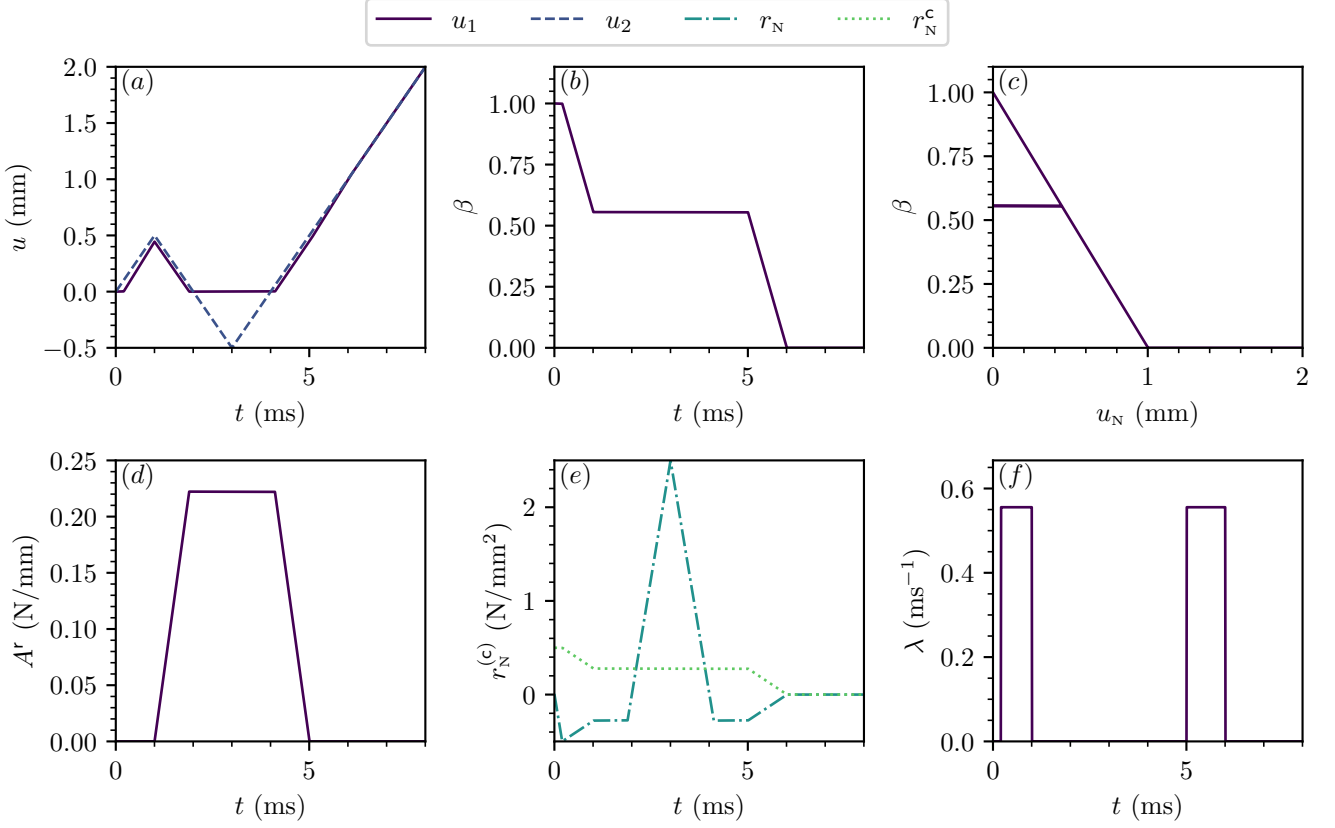 u₁ u₂ r_N r_N^c
(a)
2.0
1.5
1.0
0.5
0.0
−0.5
u (mm)
0 5
t (ms)
(b)
1.00
0.75
0.50
0.25
0.00
β
0 5
t (ms)
(c)
1.00
0.75
0.50
0.25
0.00
β
0 1 2
u_N (mm)
(d)
0.25
0.20
0.15
0.10
0.05
0.00
A^r (N/mm)
0 5
t (ms)
(e)
2
1
0
r_N^(c) (N/mm²)
0 5
t (ms)
(f)
0.6
0.4
0.2
0.0
λ (ms⁻¹)
0 5
t (ms)